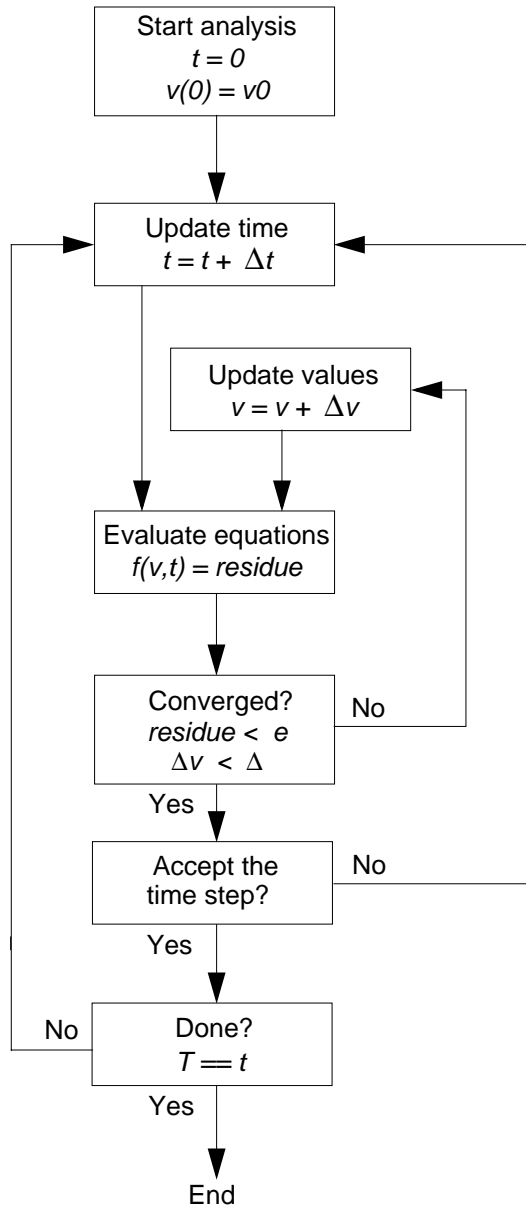 Start analysis
t = 0
v(0) = v0
Update time
t = t + Δt
Update values
v = v + Δv
Evaluate equations
f(v,t) = residue
Converged?
residue < e
Δv < Δ
No
Yes
Accept the
time step?
No
Yes
Done?
T == t
No
Yes
End